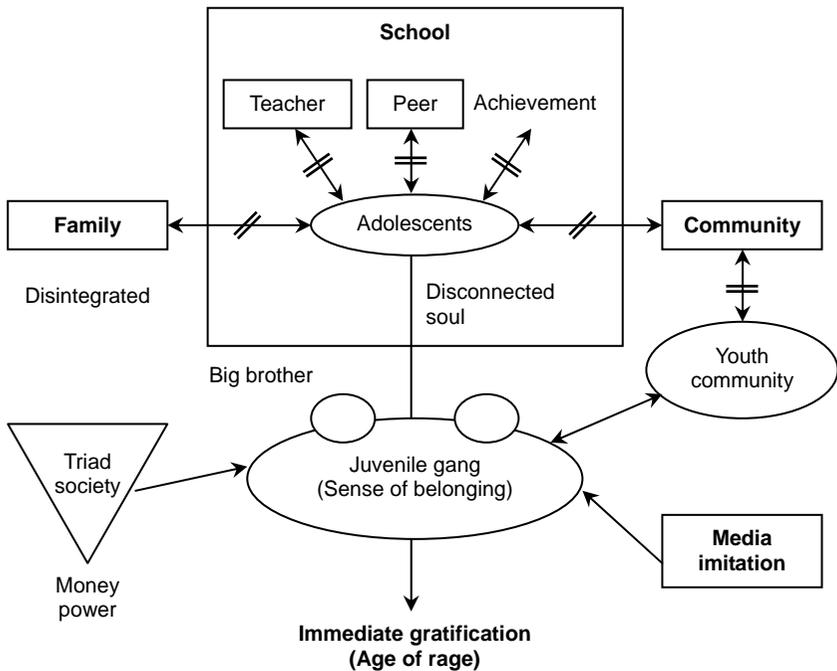 School
Teacher
Peer
Achievement
Family
Adolescents
Community
Disintegrated
Disconnected
soul
Big brother
Youth
community
Triad
society
Juvenile gang
(Sense of belonging)
Media
imitation
Money
power
Immediate gratification
(Age of rage)